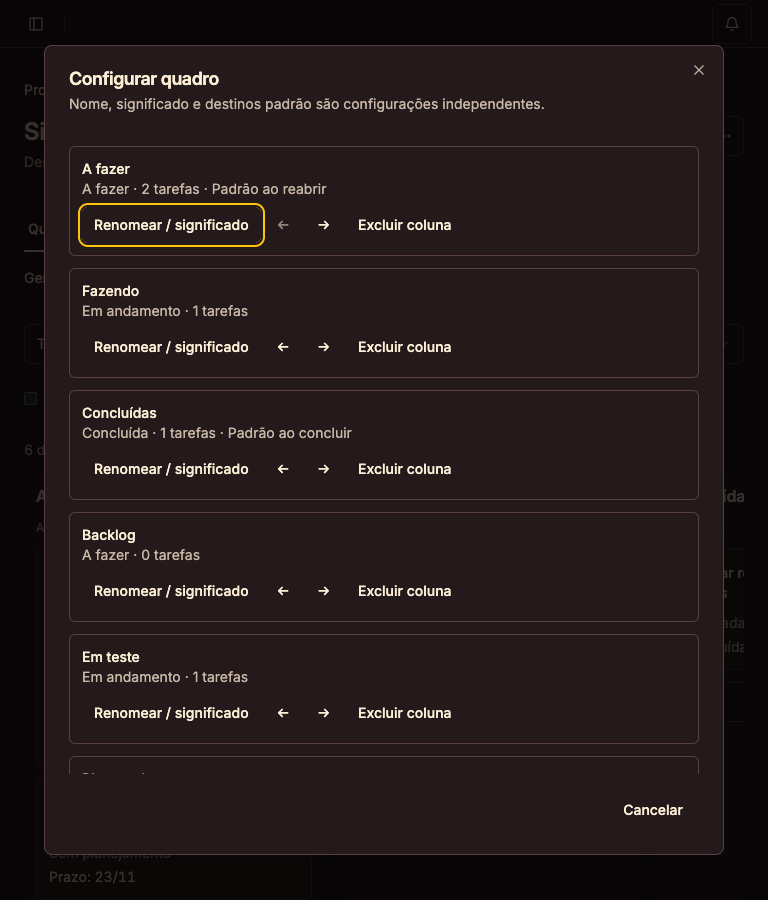 Configurar quadro
Nome, significado e destinos padrão são configurações independentes.
A fazer
A fazer · 2 tarefas · Padrão ao reabrir
Renomear / significado ← → Excluir coluna
Fazendo
Em andamento · 1 tarefas
Renomear / significado ← → Excluir coluna
Concluídas
Concluída · 1 tarefas · Padrão ao concluir
Renomear / significado ← → Excluir coluna
Backlog
A fazer · 0 tarefas
Renomear / significado ← → Excluir coluna
Em teste
Em andamento · 1 tarefas
Renomear / significado ← → Excluir coluna
Cancelar
Prazo: 23/11